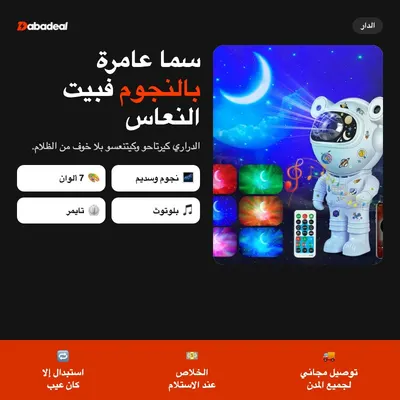 Dabadeal
الدار
سما عامرة
بالنجوم فبيت
النعاس
الدراري كيرتاحو وكيتنعسو بلا خوف من الظلام.
نجوم وسديم
7 ألوان
بلوتوث
تايمر
توصيل مجاني
لجميع المدن
الخلاص
عند الاستلام
استبدال إلا
كان عيب